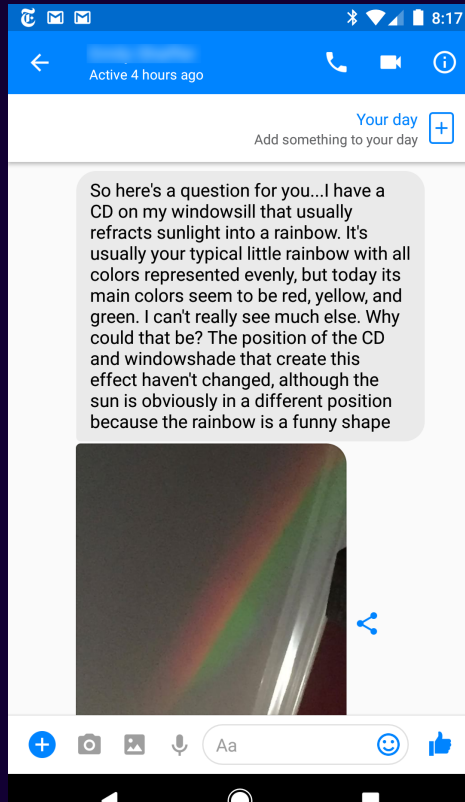 8:17
Active 4 hours ago
Your day
Add something to your day
So here's a question for you...I have a
CD on my windowsill that usually
refracts sunlight into a rainbow. It's
usually your typical little rainbow with all
colors represented evenly, but today its
main colors seem to be red, yellow, and
green. I can't really see much else. Why
could that be? The position of the CD
and windowshade that create this
effect haven't changed, although the
sun is obviously in a different position
because the rainbow is a funny shape
Aa